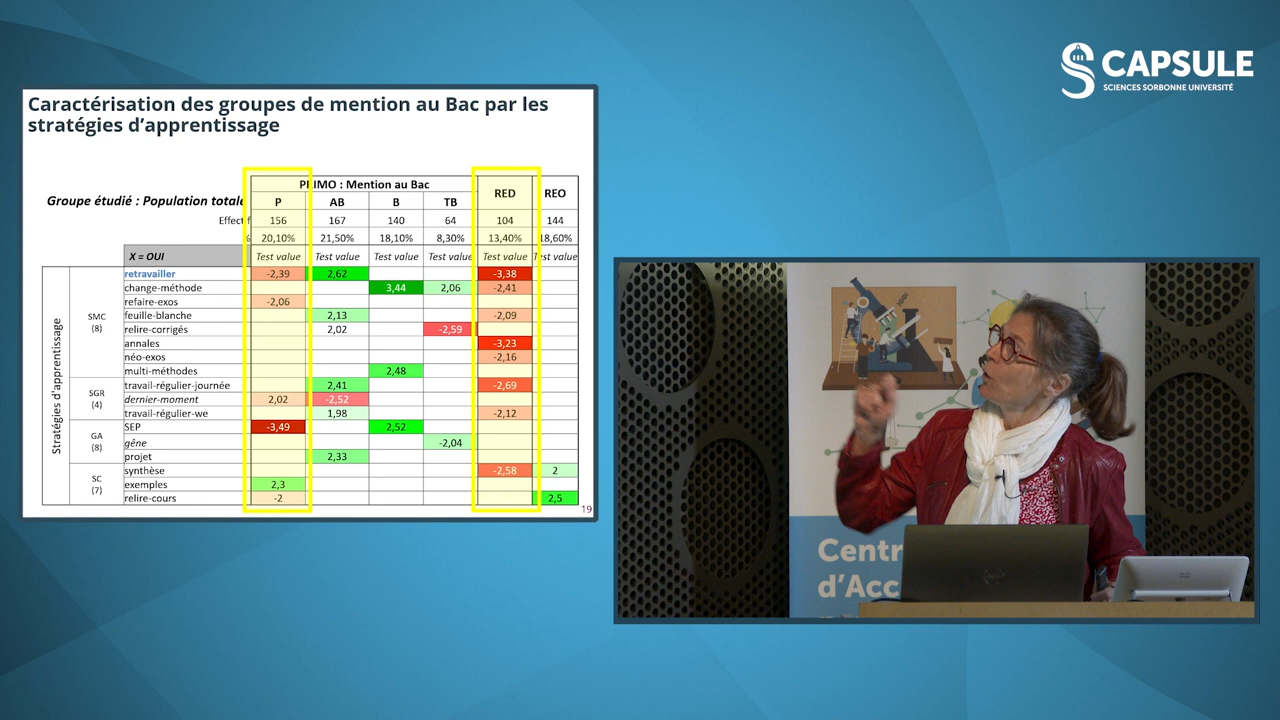 CAPSULE
SCIENCES SORBONNE UNIVERSITÉ
Caractérisation des groupes de mention au Bac par les
stratégies d'apprentissage
PRIMO : Mention au Bac RED REO
Groupe étudié : Population totale P AB B TB
Effectif 156 167 140 64 104 144
% 20,10% 21,50% 18,10% 8,30% 13,40% 18,60%
X = OUI Test value Test value Test value Test value Test value Test value
Stratégies d'apprentissage
SMC
(8)
retravailler -2,39 2,62 -3,38
change-méthode 3,44 2,06 -2,41
refaire-exos -2,06
feuille-blanche 2,13 -2,09
relire-corrigés 2,02 -2,59
annales -3,23
néo-exos -2,16
multi-méthodes 2,48
SGR
(4)
travail-régulier-journée 2,41 -2,69
dernier-moment 2,02 -2,52
travail-régulier-we 1,98 -2,12
GA
(8)
SEP -3,49 2,52
gêne -2,04
projet 2,33
SC
(7)
synthèse -2,58 2
exemples 2,3
relire-cours -2 2,5
19
Centr
d'Acc